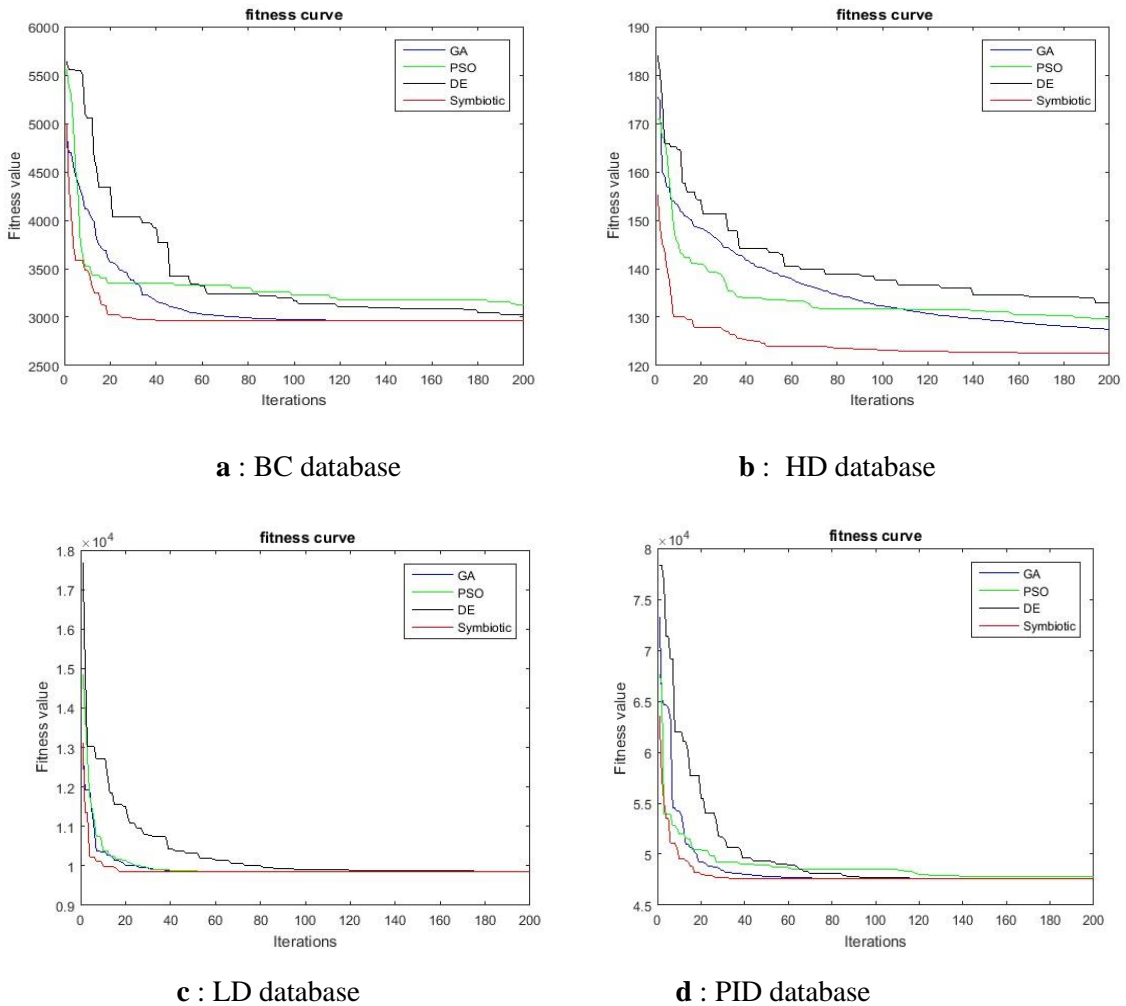 fitness curve
6000
5500
5000
4500
4000
3500
3000
2500
Fitness value
0 20 40 60 80 100 120 140 160 180 200
Iterations
GA
PSO
DE
Symbiotic
a : BC database
fitness curve
190
180
170
160
150
140
130
120
Fitness value
0 20 40 60 80 100 120 140 160 180 200
Iterations
GA
PSO
DE
Symbiotic
b : HD database
fitness curve
×10^4
1.8
1.7
1.6
1.5
1.4
1.3
1.2
1.1
1
0.9
Fitness value
0 20 40 60 80 100 120 140 160 180 200
Iterations
GA
PSO
DE
Symbiotic
c : LD database
fitness curve
×10^4
8
7.5
7
6.5
6
5.5
5
4.5
Fitness value
0 20 40 60 80 100 120 140 160 180 200
Iterations
GA
PSO
DE
Symbiotic
d : PID database